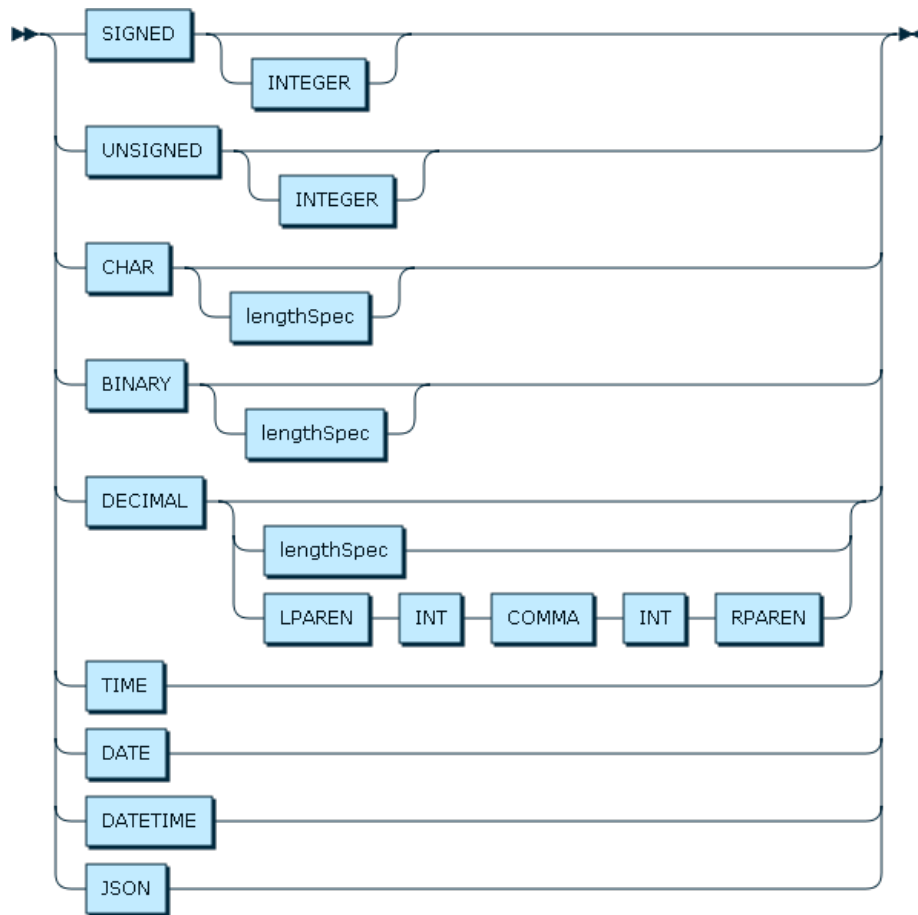 SIGNED
INTEGER
UNSIGNED
INTEGER
CHAR
lengthSpec
BINARY
lengthSpec
DECIMAL
lengthSpec
LPAREN INT COMMA INT RPAREN
TIME
DATE
DATETIME
JSON